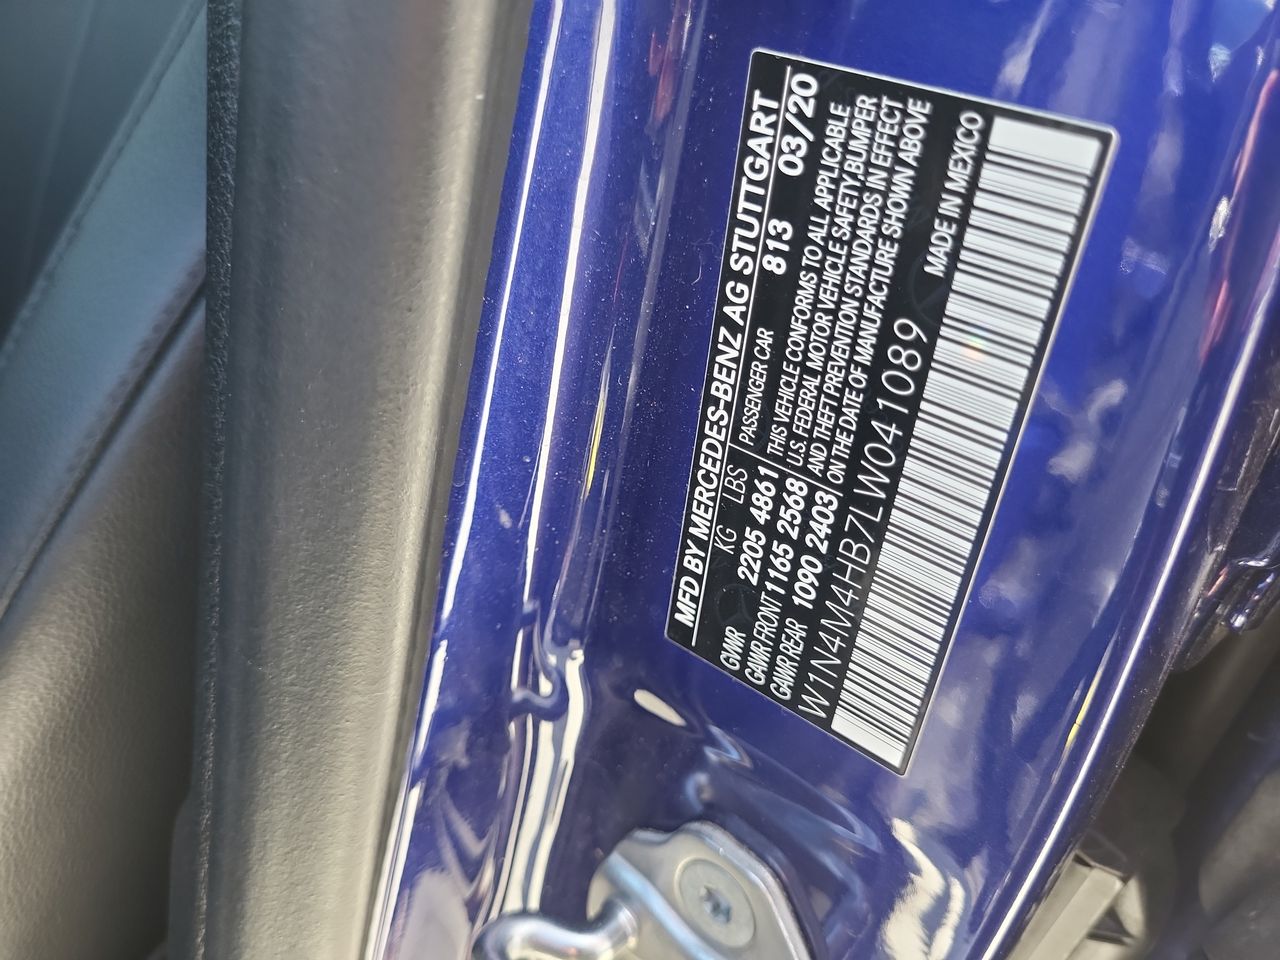 MFD BY MERCEDES-BENZ AG STUTTGART
KG LBS PASSENGER CAR 813 03/20
GVWR 2205 4861 THIS VEHICLE CONFORMS TO ALL APPLICABLE
GAWR FRONT 1165 2568 U.S. FEDERAL MOTOR VEHICLE SAFETY, BUMPER
GAWR REAR 1090 2403 AND THEFT PREVENTION STANDARDS IN EFFECT
ON THE DATE OF MANUFACTURE SHOWN ABOVE
W1N4M4HB7LW041089 MADE IN MEXICO